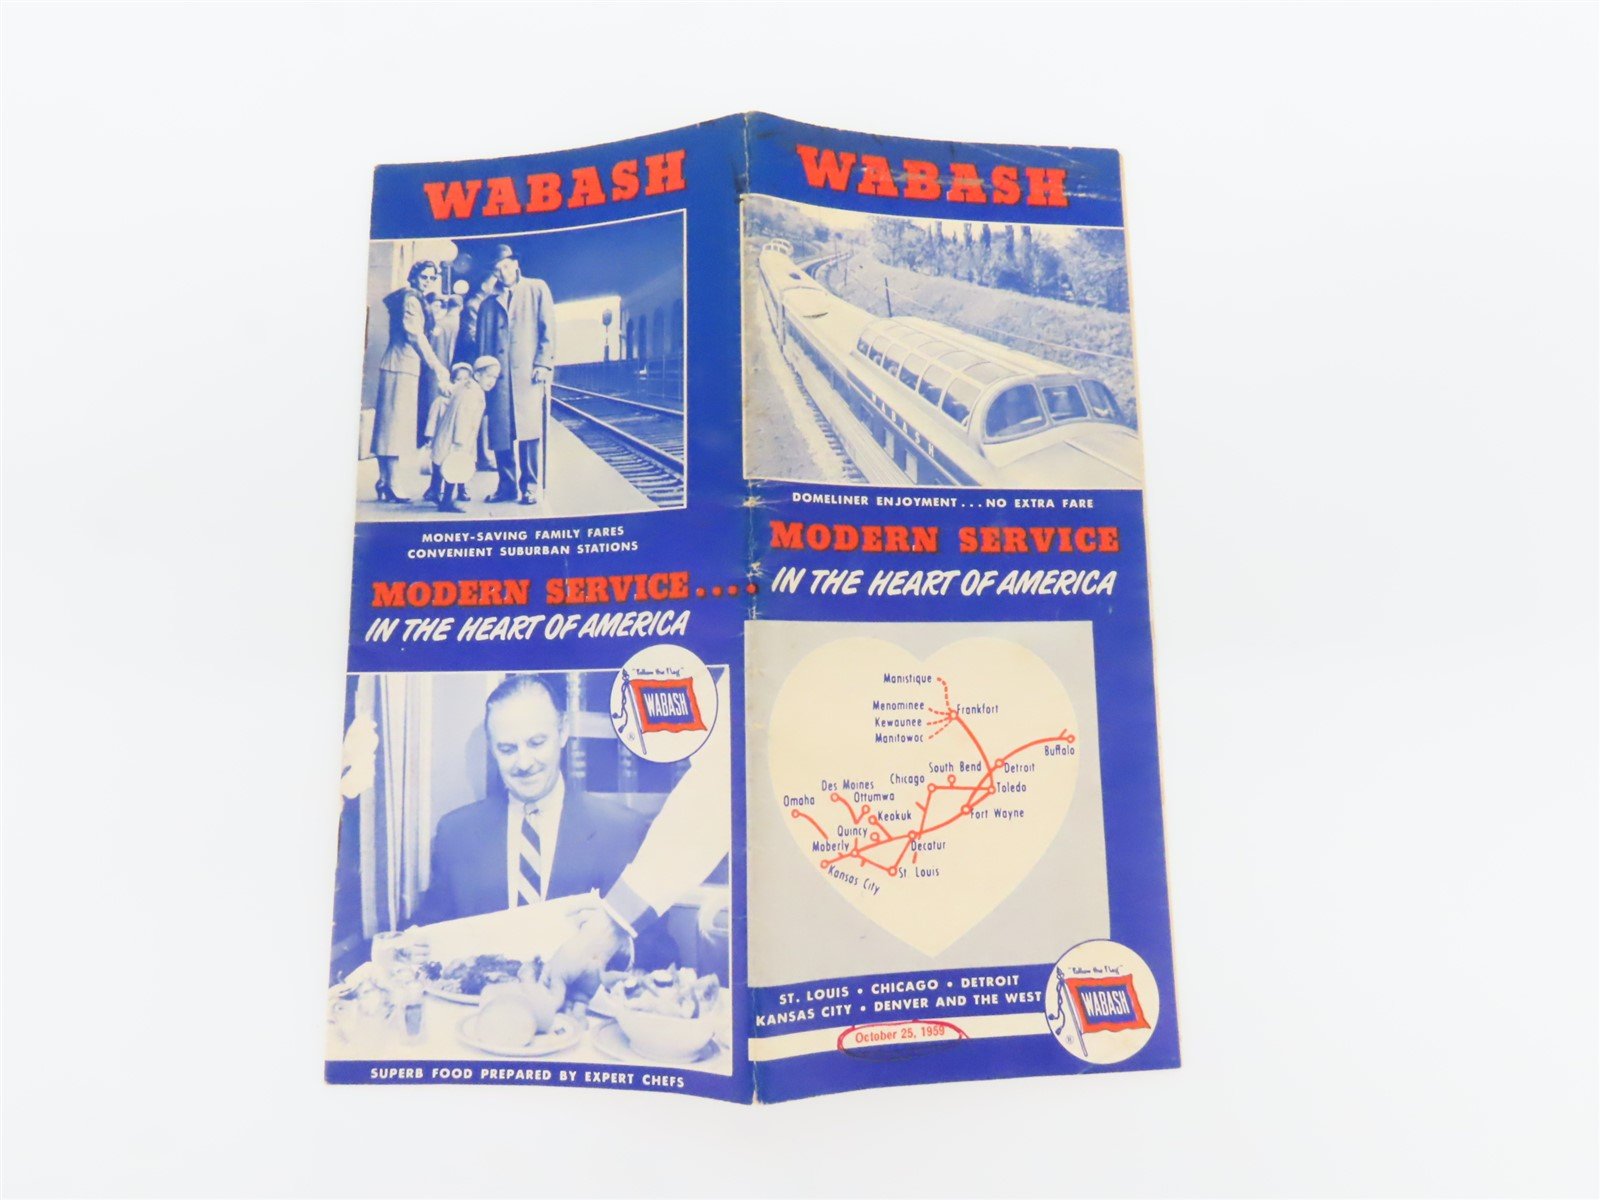 WABASH
MONEY-SAVING FAMILY FARES
CONVENIENT SUBURBAN STATIONS
MODERN SERVICE....
IN THE HEART OF AMERICA
"Follow the Flag"
WABASH
®
SUPERB FOOD PREPARED BY EXPERT CHEFS
WABASH
WABASH
DOMELINER ENJOYMENT...NO EXTRA FARE
MODERN SERVICE
IN THE HEART OF AMERICA
Manistique
Menominee
Frankfort
Kewaunee
Manitowac
Buffalo
South Bend
Detroit
Chicago
Toledo
Des Moines
Ottumwa
Omaha
Keokuk
Fort Wayne
Quincy
Moberly
Decatur
Kansas City
St Louis
ST. LOUIS • CHICAGO • DETROIT
KANSAS CITY • DENVER AND THE WEST
October 25, 1959
"Follow the Flag"
WABASH
®